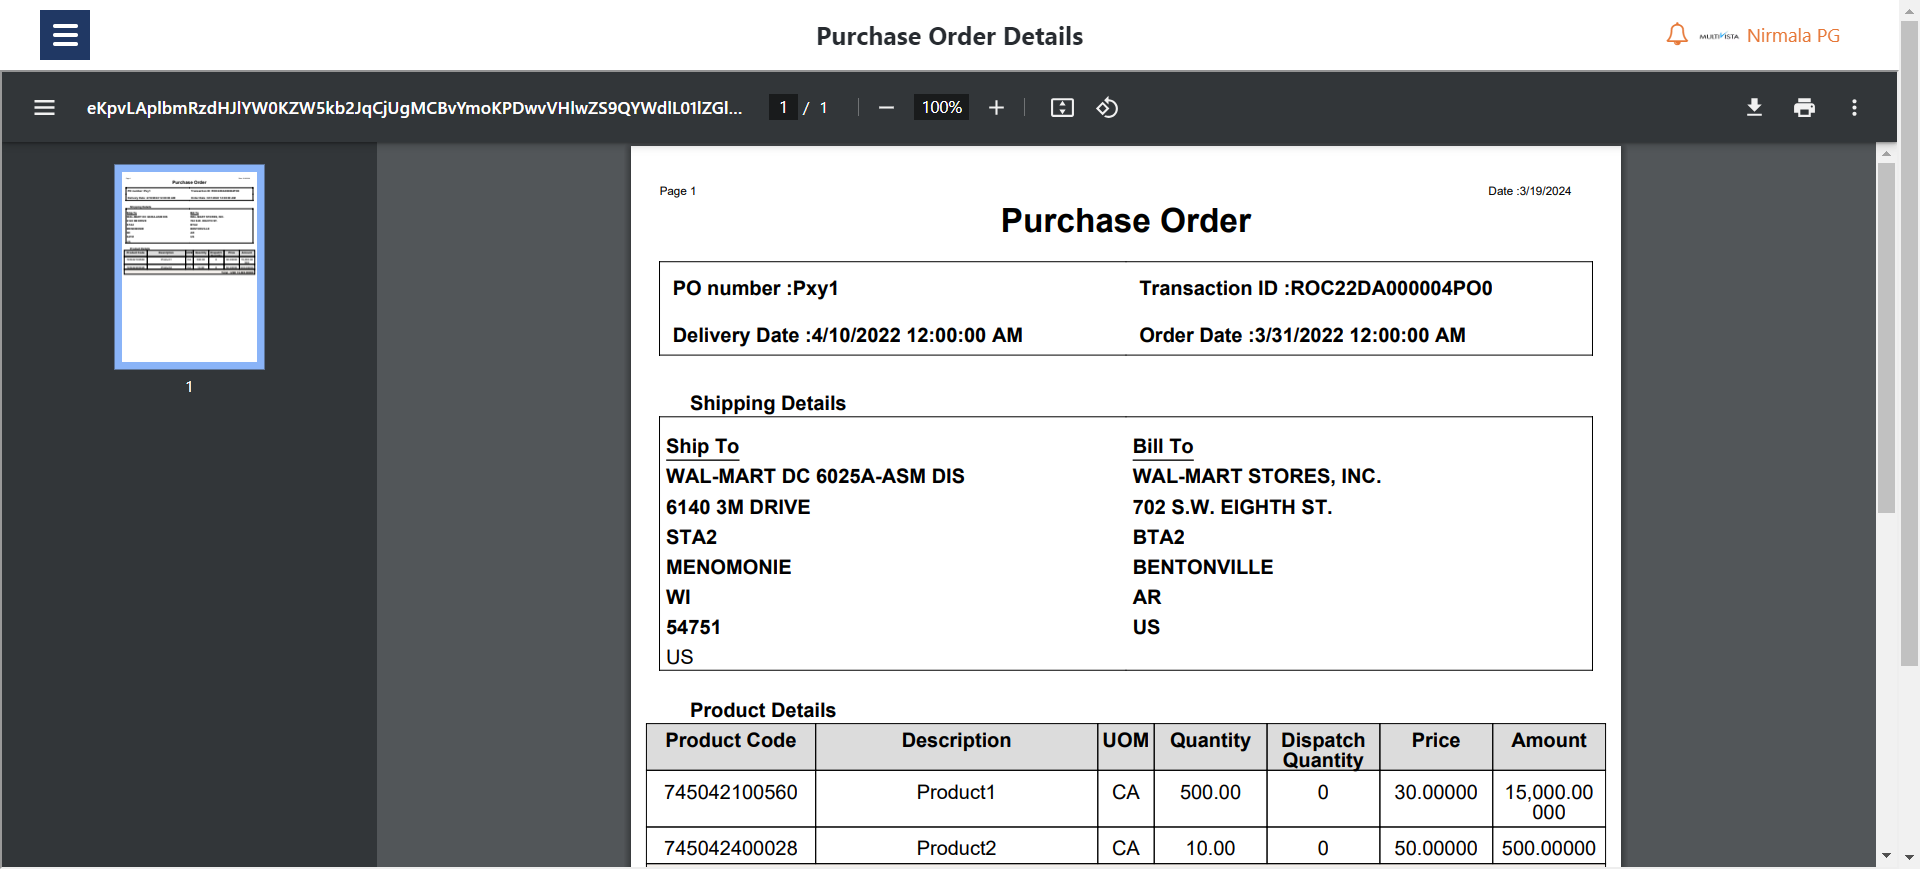 Purchase Order Details
MULTIVISTA Nirmala PG
eKpvLAplbmRzdHJlYW0KZW5kb2JqCjUgMCBvYmoKPDwvVHlwZS9QYWdlL01lZGl...
1 / 1
100%
1
Page 1
Date :3/19/2024
Purchase Order
PO number :Pxy1
Transaction ID :ROC22DA000004PO0
Delivery Date :4/10/2022 12:00:00 AM
Order Date :3/31/2022 12:00:00 AM
Shipping Details
Ship To
WAL-MART DC 6025A-ASM DIS
6140 3M DRIVE
STA2
MENOMONIE
WI
54751
US
Bill To
WAL-MART STORES, INC.
702 S.W. EIGHTH ST.
BTA2
BENTONVILLE
AR
US
Product Details
Product Code Description UOM Quantity Dispatch Quantity Price Amount
745042100560 Product1 CA 500.00 0 30.00000 15,000.00000
745042400028 Product2 CA 10.00 0 50.00000 500.00000